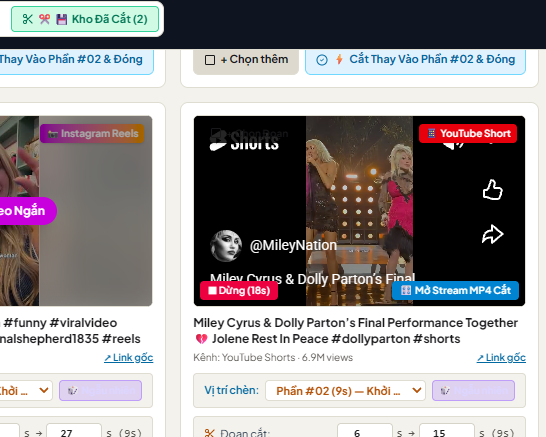 Kho Đã Cắt (2)
Thay Vào Phần #02 & Đóng
+ Chọn thêm
Cắt Thay Vào Phần #02 & Đóng
Instagram Reels
eo Ngắn
woman
#funny #viralvideo
nalshepherd1835 #reels
↗ Link gốc
Khởi ...
s → 27 s (9s)
Shorts
YouTube Short
@MileyNation
Miley Cyrus & Dolly Parton's Final
Dừng (18s)
Mở Stream MP4 Cắt
Miley Cyrus & Dolly Parton's Final Performance Together
💔 Jolene Rest In Peace #dollyparton #shorts
Kênh: YouTube Shorts · 6.9M views
↗ Link gốc
Vị trí chèn: Phần #02 (9s) — Khởi ...
Đoạn cắt: 6 s → 15 s (9s)